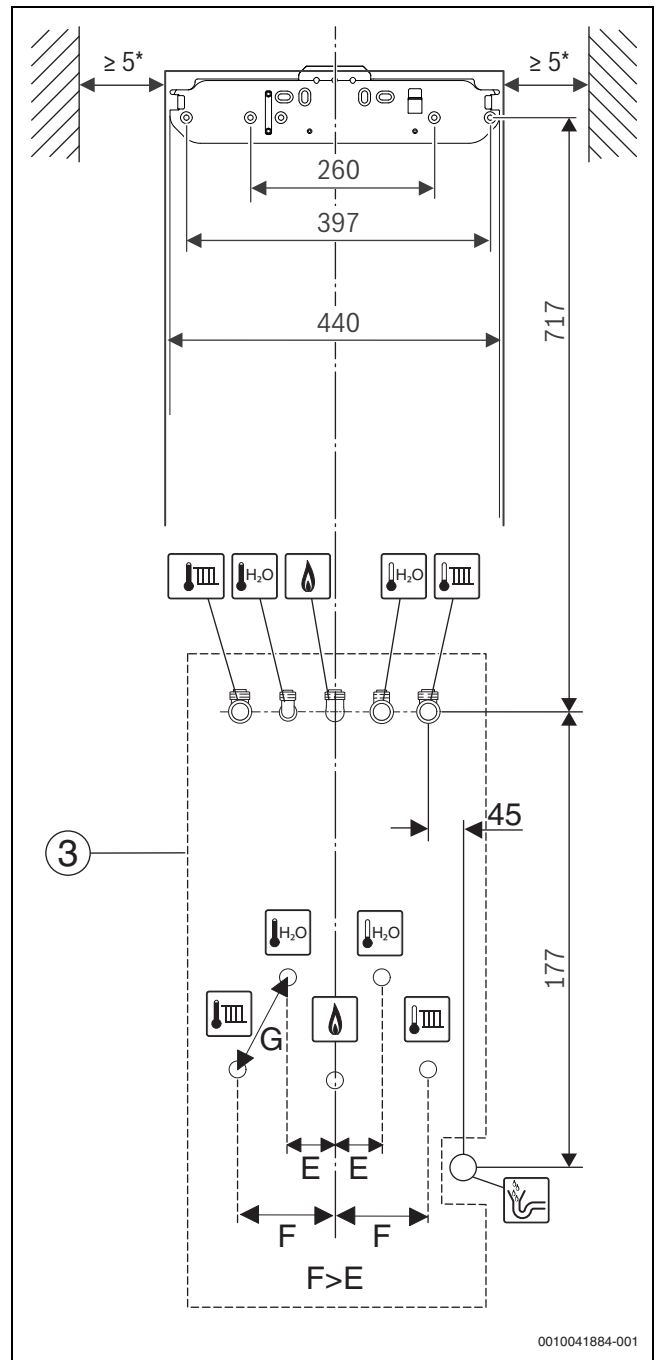 ≥ 5* ≥ 5*
260
397
440
717
H₂O H₂O
45
3
177
H₂O H₂O
G
E E
F F
F>E
0010041884-001